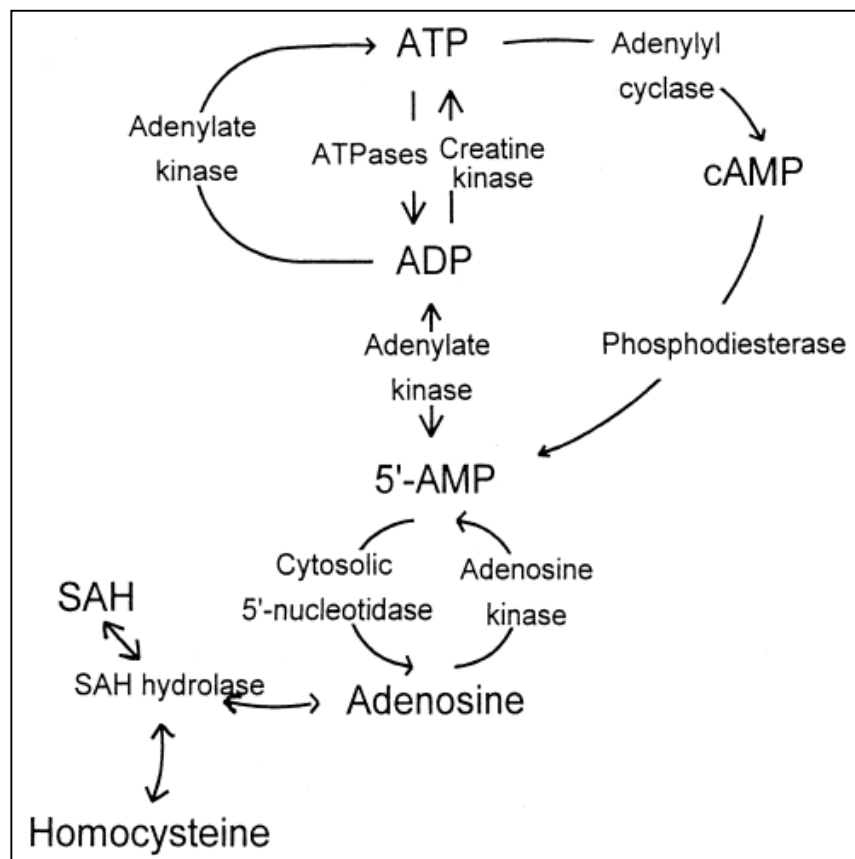 ATP
Adenylyl
cyclase
Adenylate
kinase
ATPases
Creatine
kinase
cAMP
ADP
Adenylate
kinase
Phosphodiesterase
5'-AMP
Cytosolic
5'-nucleotidase
Adenosine
kinase
SAH
SAH hydrolase
Adenosine
Homocysteine